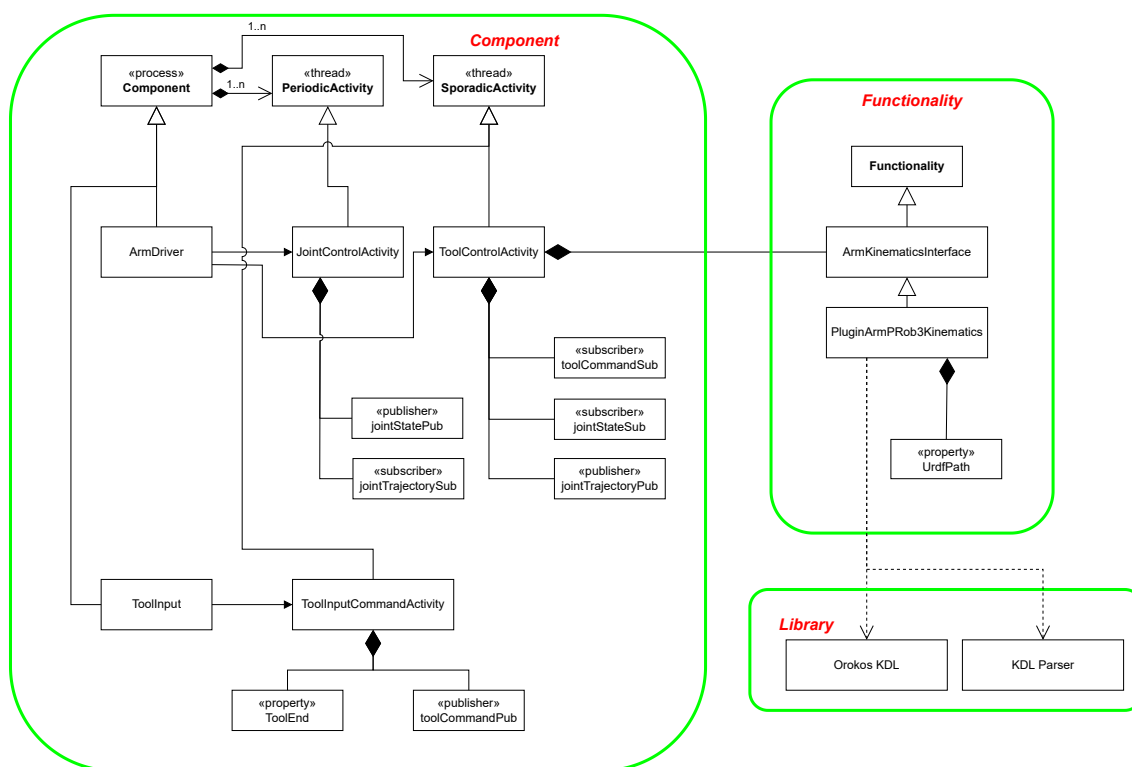 1..n
Component
«process»
Component
1..n
«thread»
PeriodicActivity
«thread»
SporadicActivity
Functionality
Functionality
ArmDriver
JointControlActivity
ToolControlActivity
ArmKinematicsInterface
PluginArmPRob3Kinematics
«subscriber»
toolCommandSub
«publisher»
jointStatePub
«subscriber»
jointStateSub
«property»
UrdfPath
«subscriber»
jointTrajectorySub
«publisher»
jointTrajectoryPub
ToolInput
ToolInputCommandActivity
Library
Orokos KDL
KDL Parser
«property»
ToolEnd
«publisher»
toolCommandPub